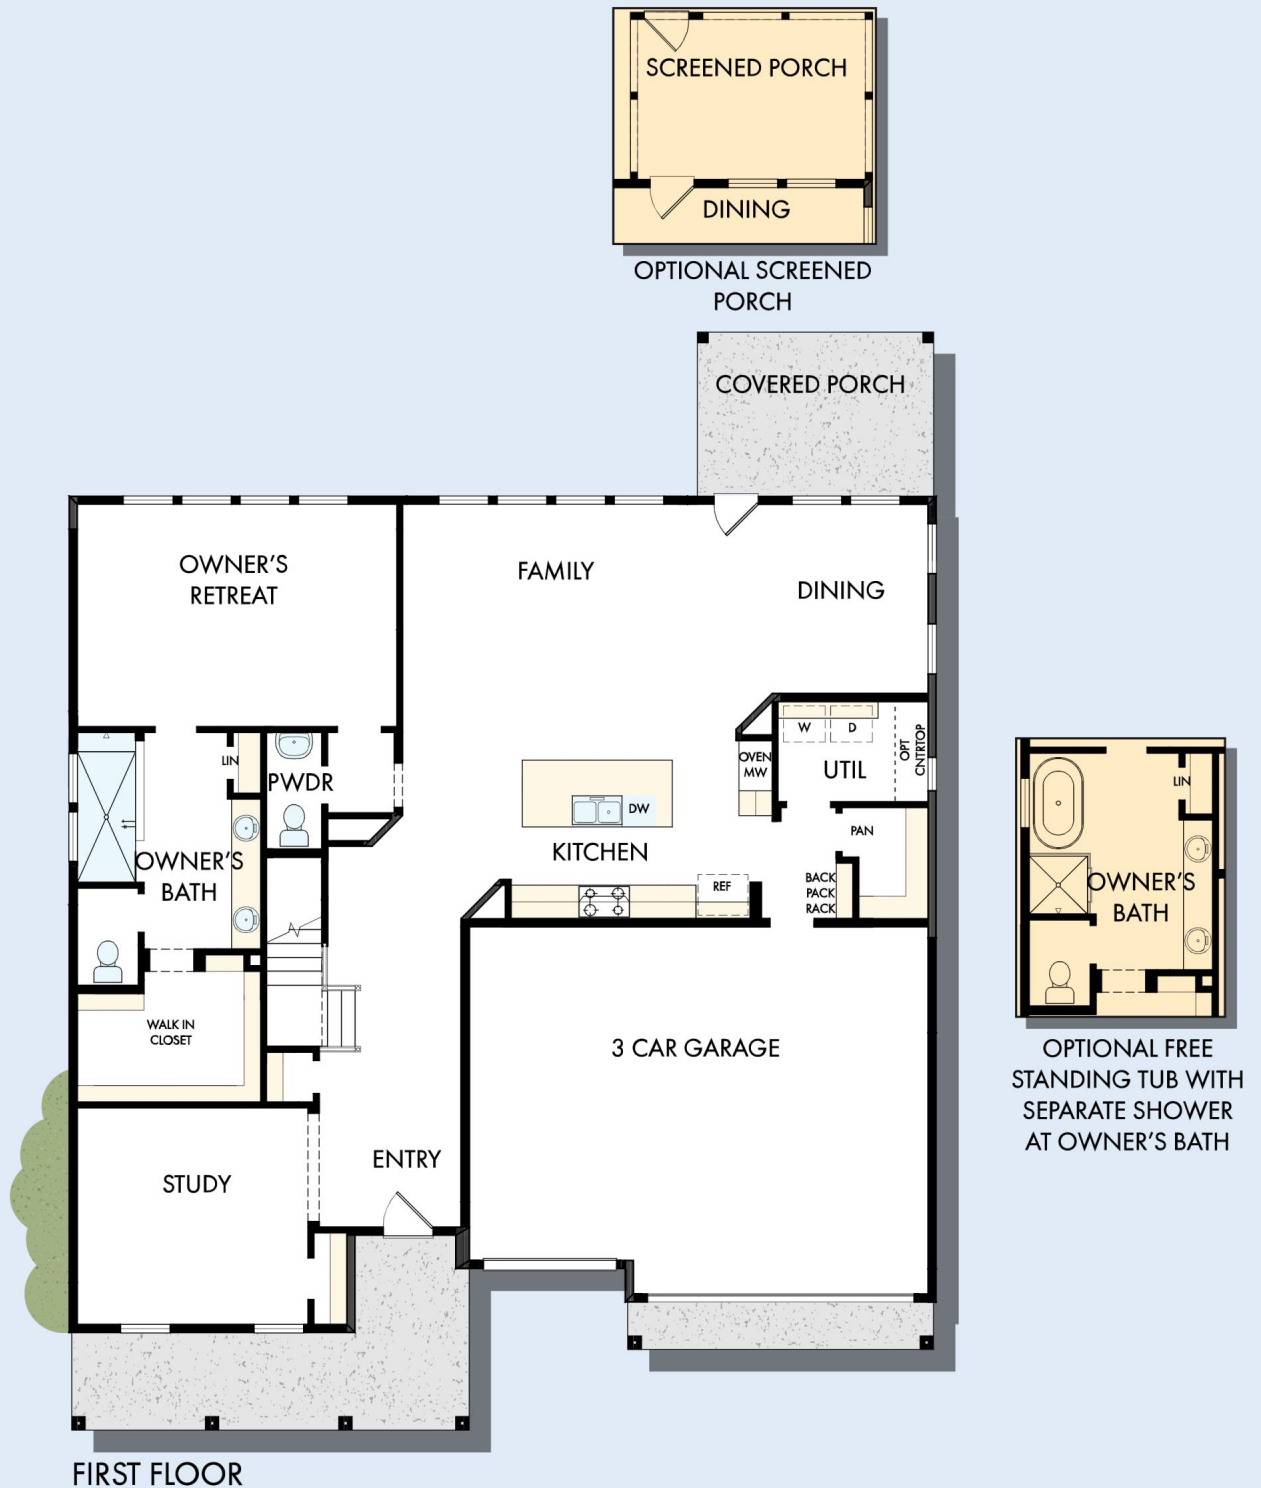 SCREENED PORCH
DINING
OPTIONAL SCREENED
PORCH
COVERED PORCH
OWNER'S
RETREAT
FAMILY
DINING
LIN
PWDR
OVEN
MW
W
D
UTIL
OPT
CNTRTOP
DW
KITCHEN
PAN
OWNER'S
BATH
REF
BACK
PACK
RACK
WALK IN
CLOSET
3 CAR GARAGE
STUDY
ENTRY
LIN
OWNER'S
BATH
OPTIONAL FREE
STANDING TUB WITH
SEPARATE SHOWER
AT OWNER'S BATH
FIRST FLOOR